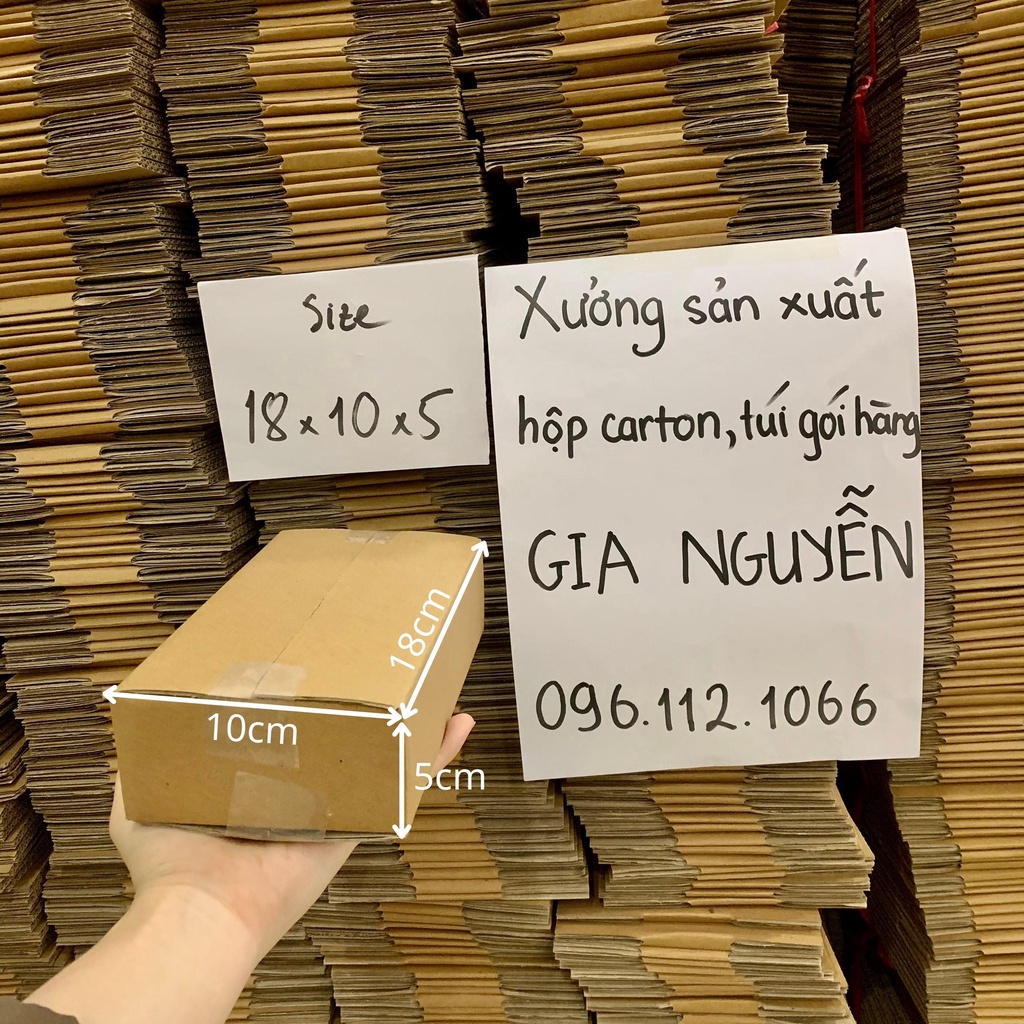 Size
18 x 10 x 5
Xưởng sản xuất
hộp carton, túi gói hàng
GIA NGUYỄN
096.112.1066
18cm
10cm
5cm